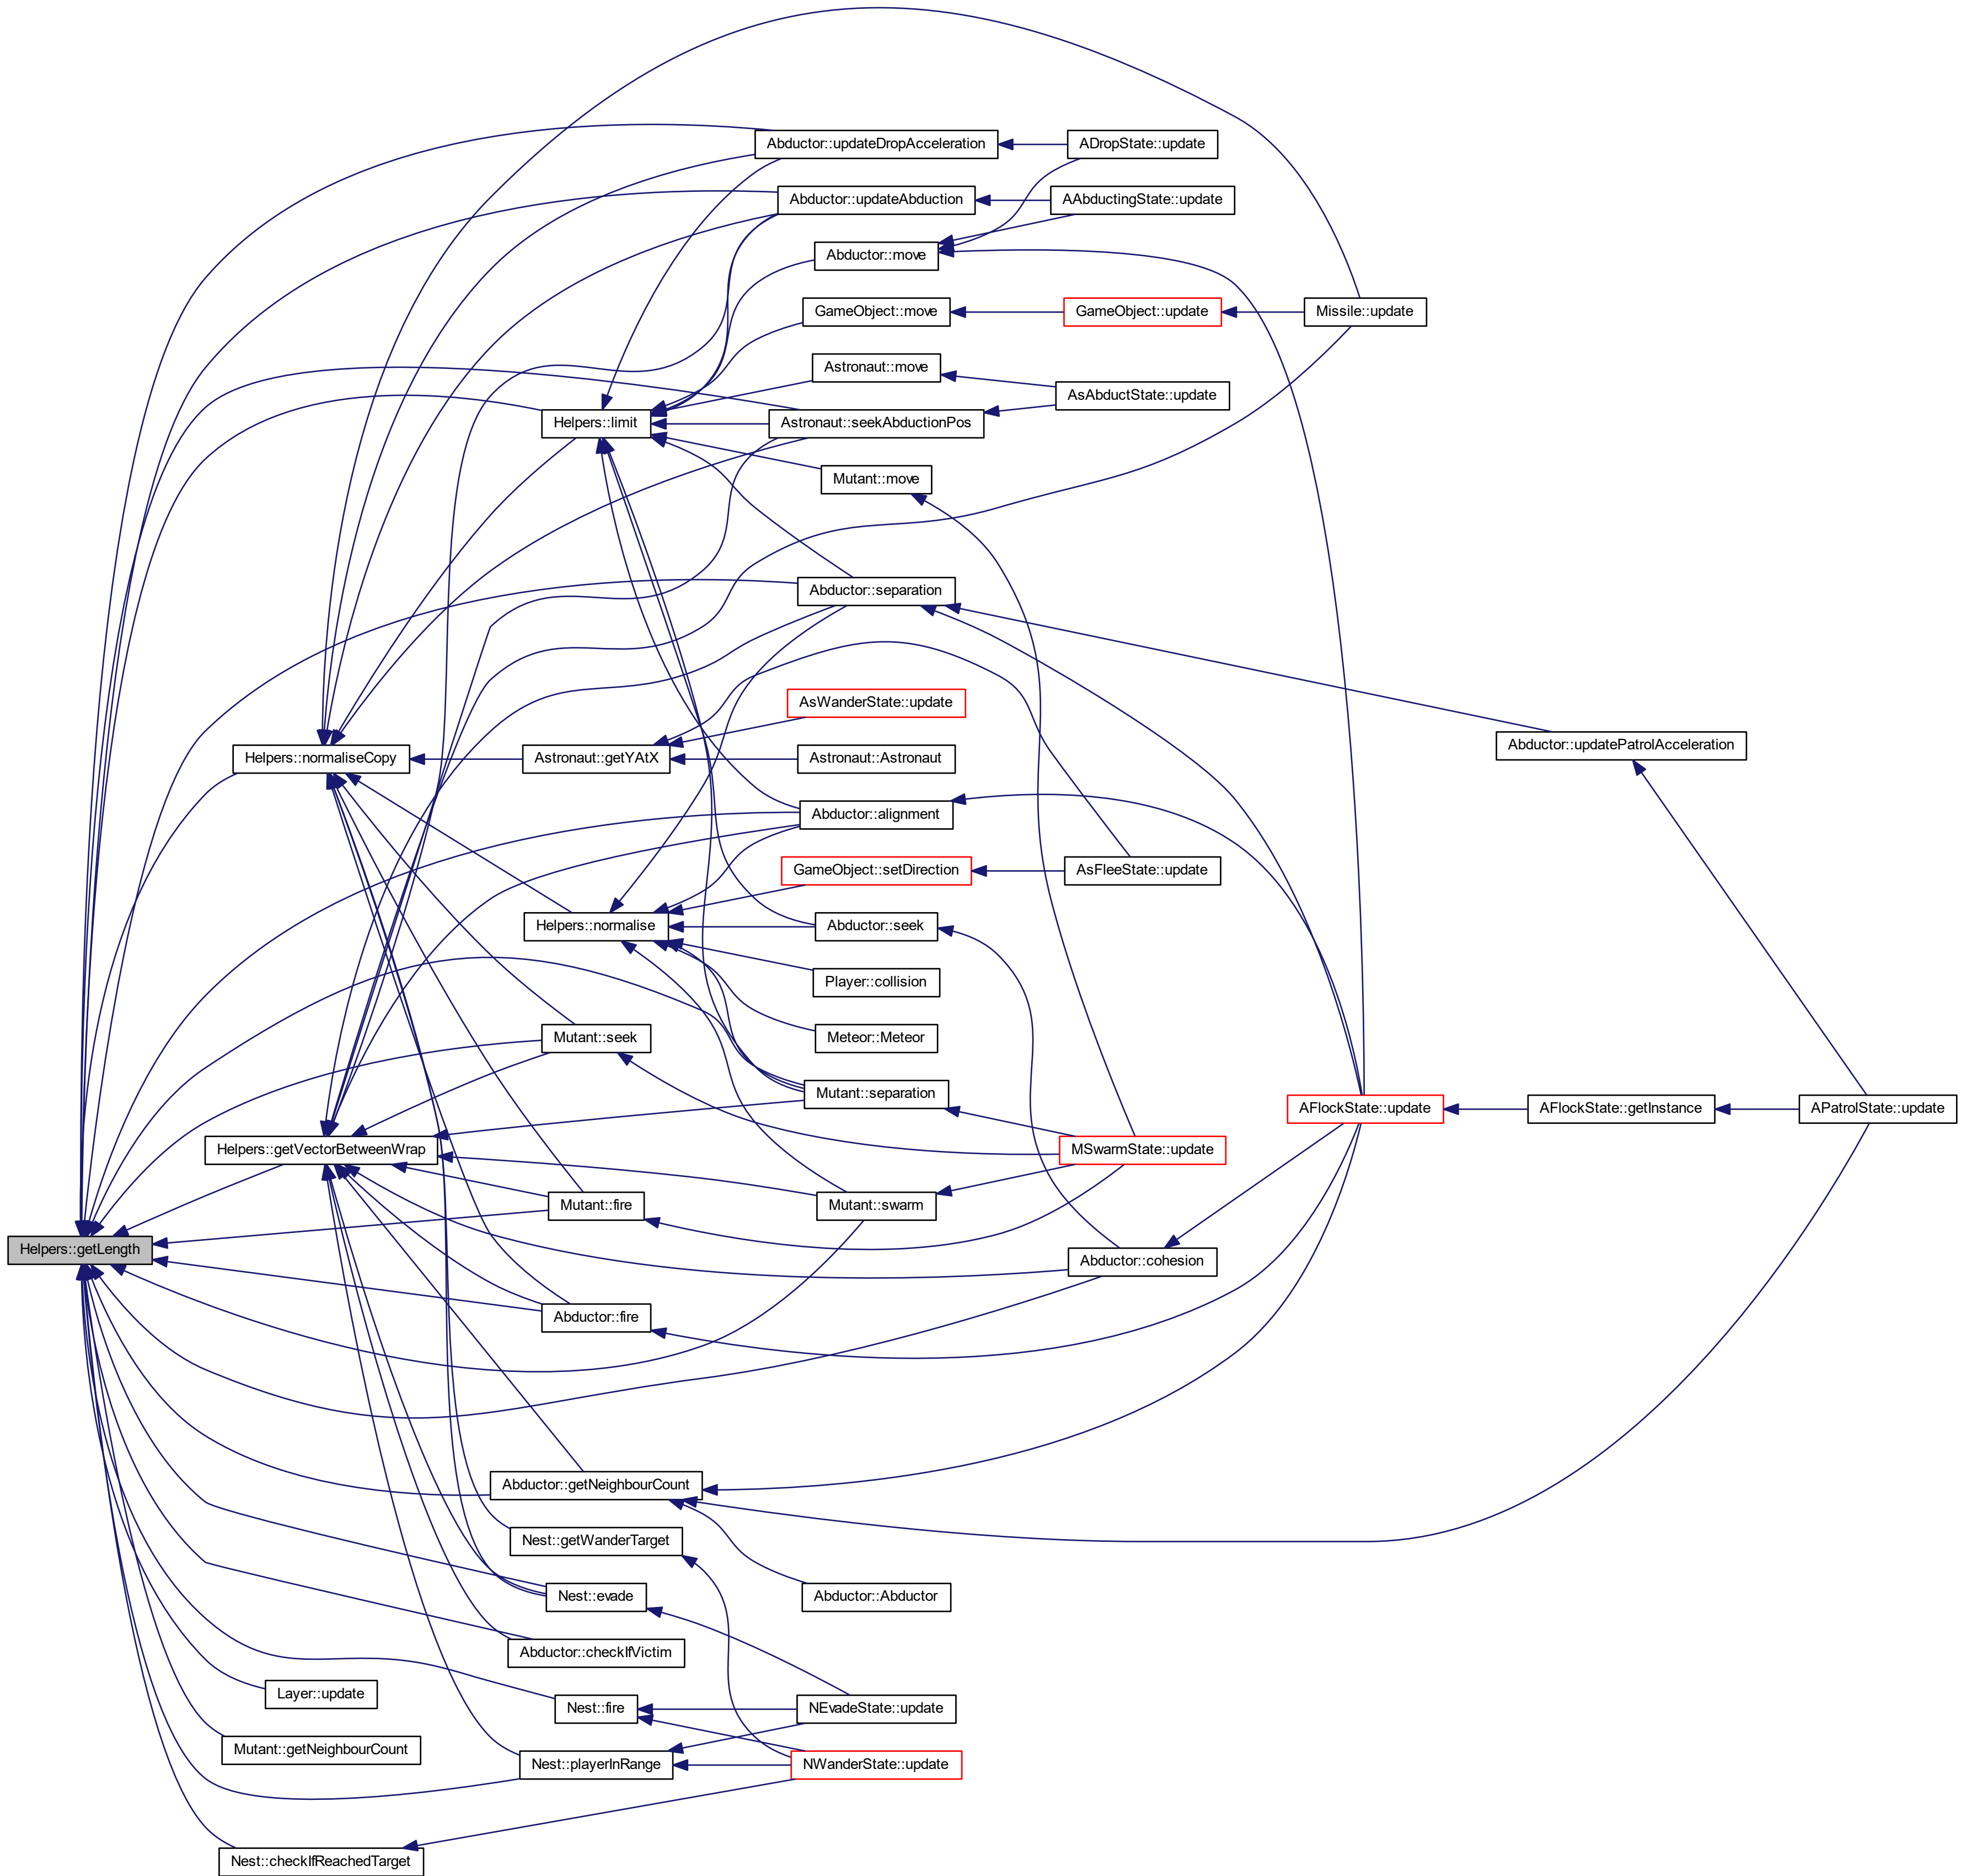 Abductor::updateDropAcceleration
ADropState::update
Abductor::updateAbduction
AAbductingState::update
Abductor::move
GameObject::move
GameObject::update
Missile::update
Astronaut::move
AsAbductState::update
Helpers::limit
Astronaut::seekAbductionPos
Mutant::move
Abductor::separation
AsWanderState::update
Abductor::updatePatrolAcceleration
Helpers::normaliseCopy
Astronaut::getYAtX
Astronaut::Astronaut
Abductor::alignment
GameObject::setDirection
AsFleeState::update
Helpers::normalise
Abductor::seek
Player::collision
Mutant::seek
Meteor::Meteor
Mutant::separation
AFlockState::update
AFlockState::getInstance
APatrolState::update
Helpers::getVectorBetweenWrap
MSwarmState::update
Mutant::fire
Mutant::swarm
Helpers::getLength
Abductor::cohesion
Abductor::fire
Abductor::getNeighbourCount
Nest::getWanderTarget
Nest::evade
Abductor::Abductor
Abductor::checkIfVictim
Layer::update
Nest::fire
NEvadeState::update
Mutant::getNeighbourCount
Nest::playerInRange
NWanderState::update
Nest::checkIfReachedTarget